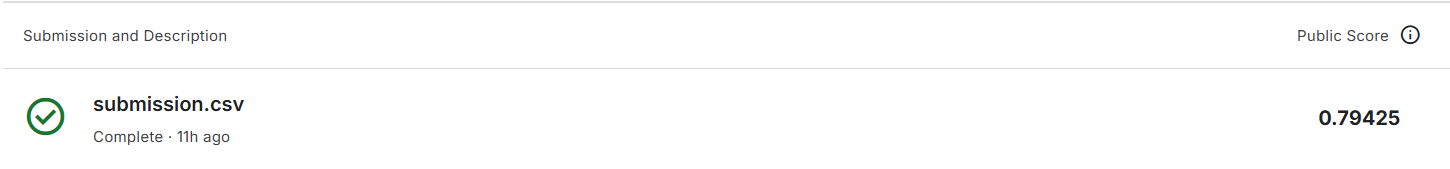 Submission and Description Public Score
submission.csv
Complete · 11h ago
0.79425